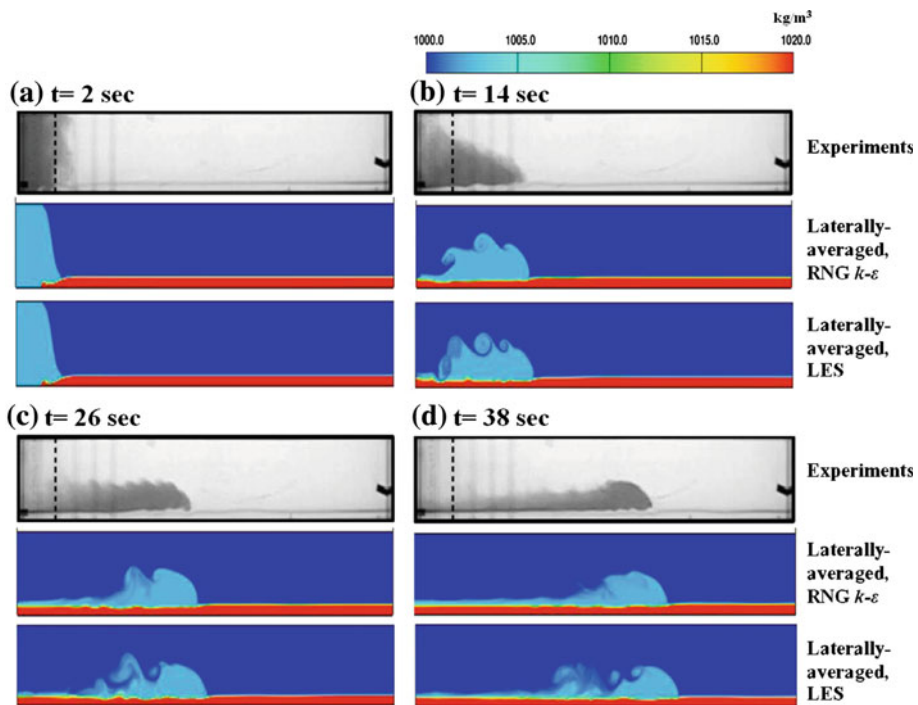 kg/m³
1000.0 1005.0 1010.0 1015.0 1020.0
(a) t= 2 sec
(b) t= 14 sec
Experiments
Laterally-
averaged,
RNG k-ε
Laterally-
averaged,
LES
(c) t= 26 sec
(d) t= 38 sec
Experiments
Laterally-
averaged,
RNG k-ε
Laterally-
averaged,
LES